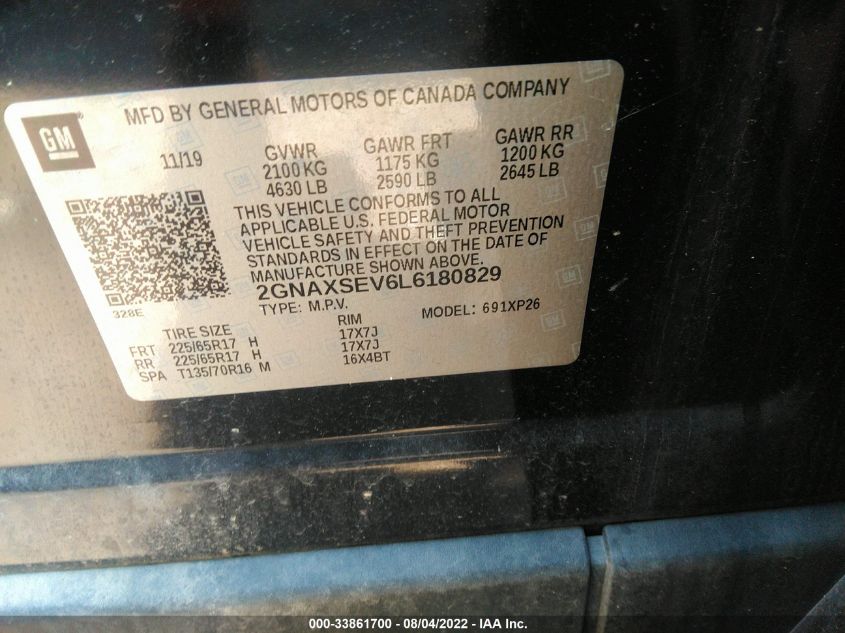 MFD BY GENERAL MOTORS OF CANADA COMPANY
GM
11/19 GVWR GAWR FRT GAWR RR
2100 KG 1175 KG 1200 KG
4630 LB 2590 LB 2645 LB
THIS VEHICLE CONFORMS TO ALL
APPLICABLE U.S. FEDERAL MOTOR
VEHICLE SAFETY AND THEFT PREVENTION
STANDARDS IN EFFECT ON THE DATE OF
MANUFACTURE SHOWN ABOVE.
2GNAXSEV6L6180829
328E TYPE: M.P.V. MODEL: 691XP26
TIRE SIZE RIM
FRT 225/65R17 H 17X7J
RR 225/65R17 H 17X7J
SPA T135/70R16 M 16X4BT
000-33861700 - 08/04/2022 - IAA Inc.